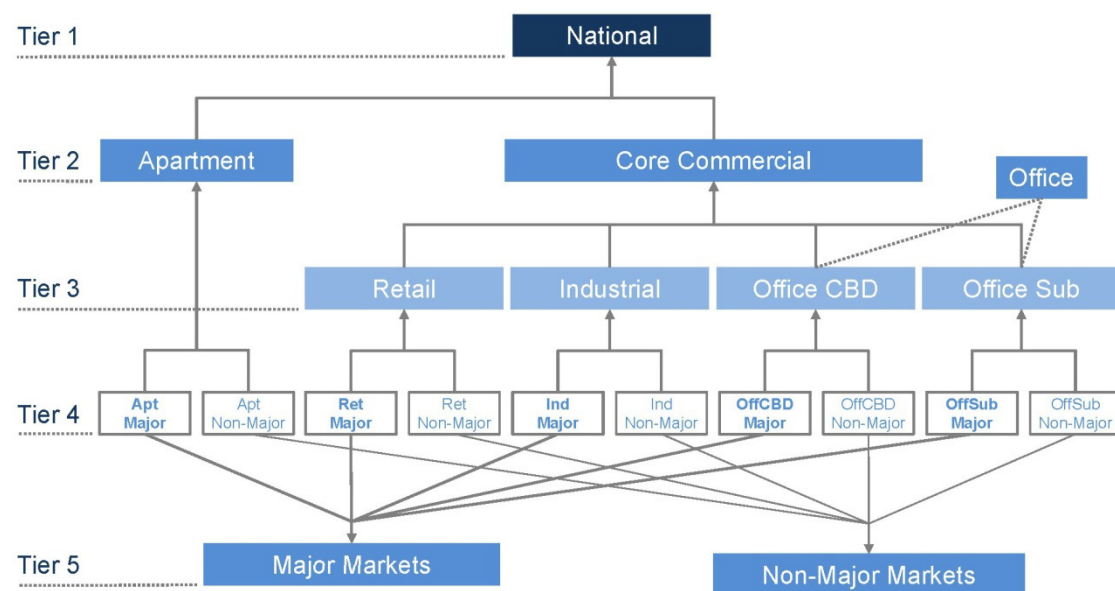 Tier 1
National
Tier 2
Apartment
Core Commercial
Office
Tier 3
Retail
Industrial
Office CBD
Office Sub
Tier 4
Apt
Major
Apt
Non-Major
Ret
Major
Ret
Non-Major
Ind
Major
Ind
Non-Major
OffCBD
Major
OffCBD
Non-Major
OffSub
Major
OffSub
Non-Major
Tier 5
Major Markets
Non-Major Markets